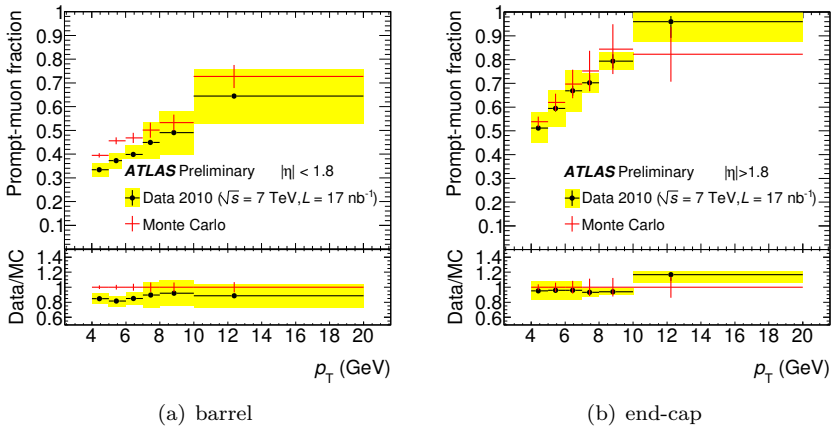 Prompt-muon fraction
1
0.9
0.8
0.7
0.6
0.5
0.4
0.3
0.2
0.1
ATLAS Preliminary |η| < 1.8
Data 2010 (√s = 7 TeV, L = 17 nb⁻¹)
Monte Carlo
Data/MC
1.4
1.2
1
0.8
0.6
4 6 8 10 12 14 16 18 20
p_T (GeV)
(a) barrel
Prompt-muon fraction
1
0.9
0.8
0.7
0.6
0.5
0.4
0.3
0.2
0.1
ATLAS Preliminary |η|>1.8
Data 2010 (√s = 7 TeV, L = 17 nb⁻¹)
Monte Carlo
Data/MC
1.4
1.2
1
0.8
0.6
4 6 8 10 12 14 16 18 20
p_T (GeV)
(b) end-cap